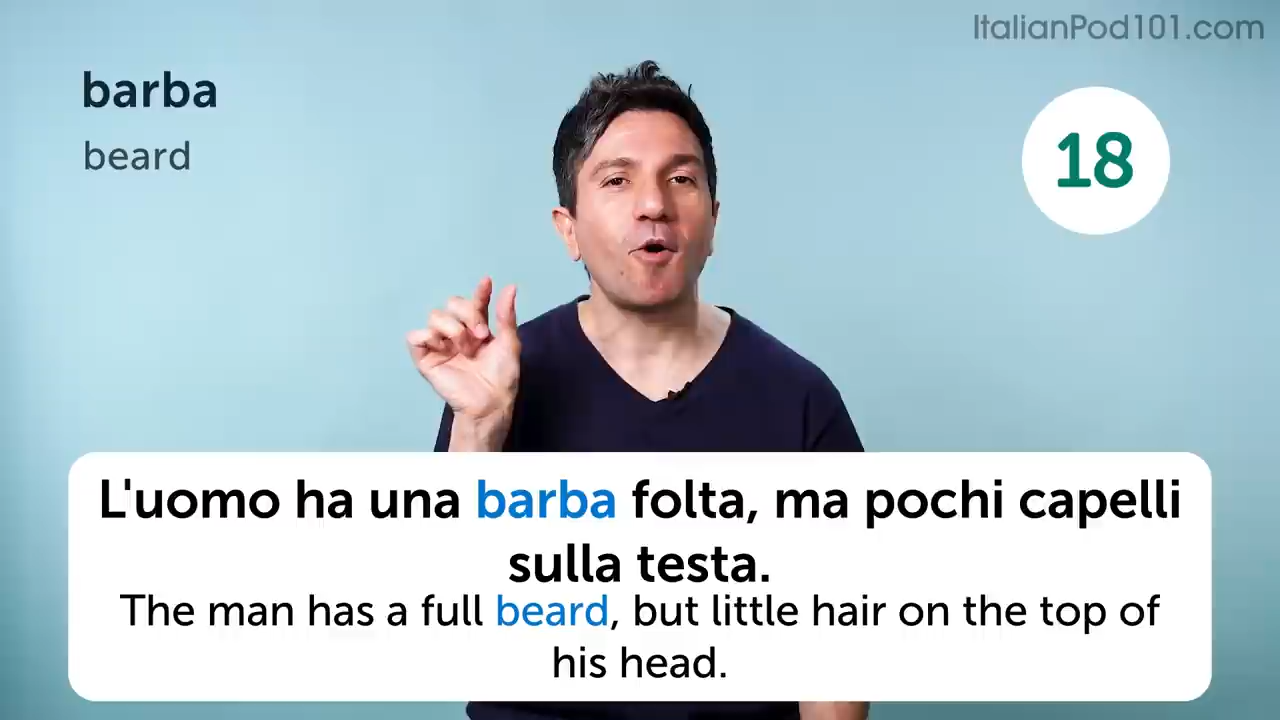 ItalianPod101.com
barba
beard
18
L'uomo ha una barba folta, ma pochi capelli
sulla testa.
The man has a full beard, but little hair on the top of
his head.